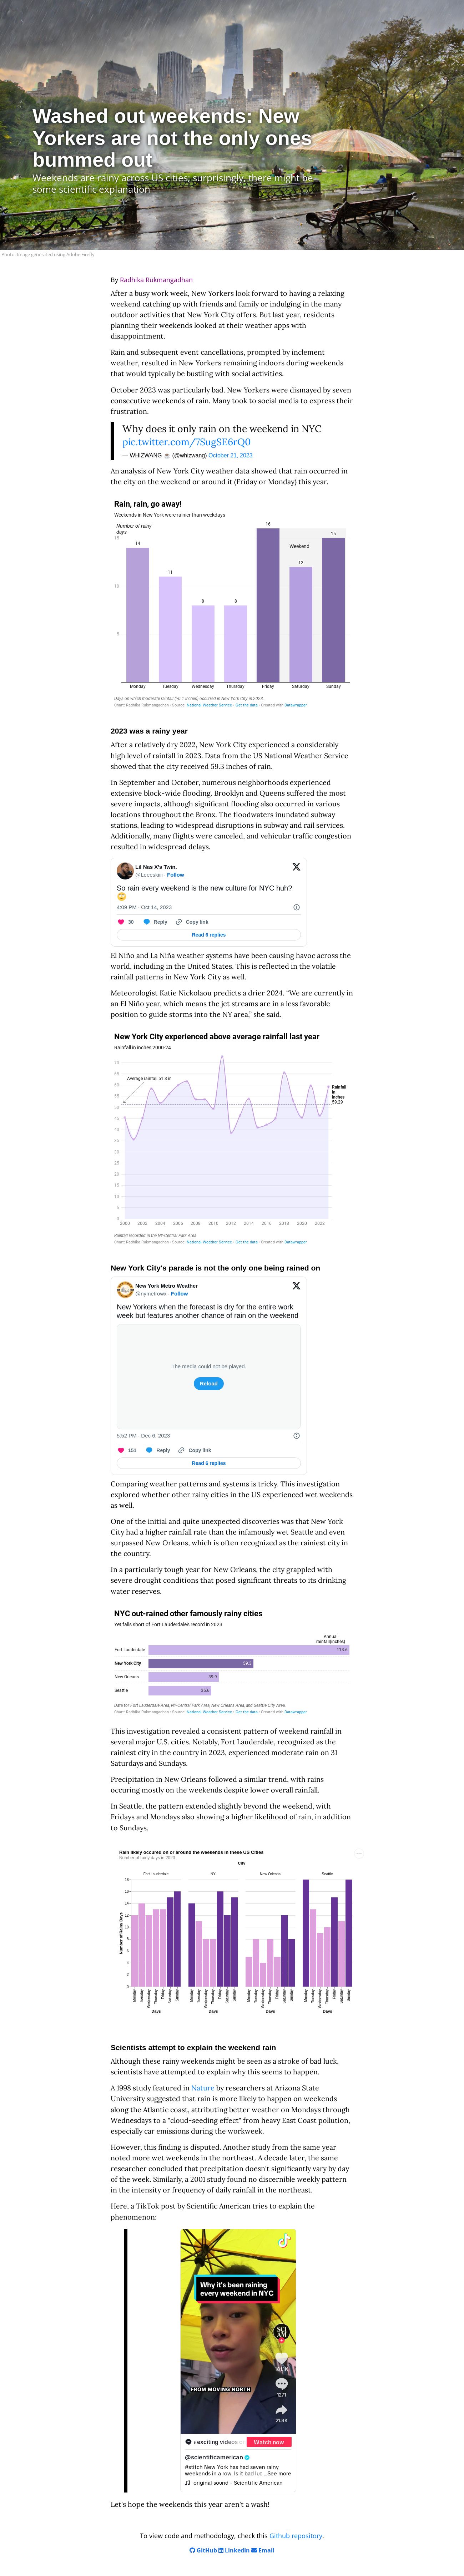 Washed out weekends: New
Yorkers are not the only ones
bummed out
Weekends are rainy across US cities; surprisingly, there might be
some scientific explanation
Photo: Image generated using Adobe Firefly
By Radhika Rukmangadhan
After a busy work week, New Yorkers look forward to having a relaxing
weekend catching up with friends and family or indulging in the many
outdoor activities that New York City offers. But last year, residents
planning their weekends looked at their weather apps with
disappointment.
Rain and subsequent event cancellations, prompted by inclement
weather, resulted in New Yorkers remaining indoors during weekends
that would typically be bustling with social activities.
October 2023 was particularly bad. New Yorkers were dismayed by seven
consecutive weekends of rain. Many took to social media to express their
frustration.
Why does it only rain on the weekend in NYC
pic.twitter.com/7SugSE6rQ0
— WHIZWANG ☕ (@whizwang) October 21, 2023
An analysis of New York City weather data showed that rain occurred in
the city on the weekend or around it (Friday or Monday) this year.
Rain, rain, go away!
Weekends in New York were rainier than weekdays
Number of rainy
days
16
15
15
14
Weekend
12
11
10
8
8
5
Monday Tuesday Wednesday Thursday Friday Saturday Sunday
Days on which moderate rainfall (>0.1 inches) occurred in New York City in 2023.
Chart: Radhika Rukmangadhan • Source: National Weather Service • Get the data • Created with Datawrapper
2023 was a rainy year
After a relatively dry 2022, New York City experienced a considerably
high level of rainfall in 2023. Data from the US National Weather Service
showed that the city received 59.3 inches of rain.
In September and October, numerous neighborhoods experienced
extensive block-wide flooding. Brooklyn and Queens suffered the most
severe impacts, although significant flooding also occurred in various
locations throughout the Bronx. The floodwaters inundated subway
stations, leading to widespread disruptions in subway and rail services.
Additionally, many flights were canceled, and vehicular traffic congestion
resulted in widespread delays.
Lil Nas X's Twin.
· Follow
So rain every weekend is the new culture for NYC huh?
🙄
4:09 PM · Oct 14, 2023
30 Reply Copy link
Read 6 replies
El Niño and La Niña weather systems have been causing havoc across the
world, including in the United States. This is reflected in the volatile
rainfall patterns in New York City as well.
Meteorologist Katie Nickolaou predicts a drier 2024. “We are currently in
an El Niño year, which means the jet streams are in a less favorable
position to guide storms into the NY area,” she said.
New York City experienced above average rainfall last year
Rainfall in inches 2000-24
70
65
60
55
50
45
40
35
30
25
20
15
10
5
0
Average rainfall 51.3 in
Rainfall
in
inches
59.29
2000 2002 2004 2006 2008 2010 2012 2014 2016 2018 2020 2022
Rainfall recorded in the NY-Central Park Area
Chart: Radhika Rukmangadhan • Source: National Weather Service • Get the data • Created with Datawrapper
New York City's parade is not the only one being rained on
New York Metro Weather
@nymetrowx · Follow
New Yorkers when the forecast is dry for the entire work
week but features another chance of rain on the weekend
The media could not be played.
Reload
5:52 PM · Dec 6, 2023
151 Reply Copy link
Read 6 replies
Comparing weather patterns and systems is tricky. This investigation
explored whether other rainy cities in the US experienced wet weekends
as well.
One of the initial and quite unexpected discoveries was that New York
City had a higher rainfall rate than the infamously wet Seattle and even
surpassed New Orleans, which is often recognized as the rainiest city in
the country.
In a particularly tough year for New Orleans, the city grappled with
severe drought conditions that posed significant threats to its drinking
water reserves.
NYC out-rained other famously rainy cities
Yet falls short of Fort Lauderdale's record in 2023
Annual
rainfall(inches)
Fort Lauderdale 113.6
New York City 59.3
New Orleans 39.9
Seattle 35.6
Data for Fort Lauderdale Area, NY-Central Park Area, New Orleans Area, and Seattle City Area.
Chart: Radhika Rukmangadhan • Source: National Weather Service • Get the data • Created with Datawrapper
This investigation revealed a consistent pattern of weekend rainfall in
several major U.S. cities. Notably, Fort Lauderdale, recognized as the
rainiest city in the country in 2023, experienced moderate rain on 31
Saturdays and Sundays.
Precipitation in New Orleans followed a similar trend, with rains
occuring mostly on the weekends despite lower overall rainfall.
In Seattle, the pattern extended slightly beyond the weekend, with
Fridays and Mondays also showing a higher likelihood of rain, in addition
to Sundays.
Rain likely occured on or around the weekends in these US Cities
Number of rainy days in 2023
City
Fort Lauderdale NY New Orleans Seattle
Number of Rainy Days
18
16
14
12
10
8
6
4
2
0
Monday Tuesday Wednesday Thursday Friday Saturday Sunday
Monday Tuesday Wednesday Thursday Friday Saturday Sunday
Monday Tuesday Wednesday Thursday Friday Saturday Sunday
Monday Tuesday Wednesday Thursday Friday Saturday Sunday
Days Days Days Days
Scientists attempt to explain the weekend rain
Although these rainy weekends might be seen as a stroke of bad luck,
scientists have attempted to explain why this seems to happen.
A 1998 study featured in Nature by researchers at Arizona State
University suggested that rain is more likely to happen on weekends
along the Atlantic coast, attributing better weather on Mondays through
Wednesdays to a "cloud-seeding effect" from heavy East Coast pollution,
especially car emissions during the workweek.
However, this finding is disputed. Another study from the same year
noted more wet weekends in the northeast. A decade later, the same
researcher concluded that precipitation doesn't significantly vary by day
of the week. Similarly, a 2001 study found no discernible weekly pattern
in the intensity or frequency of daily rainfall in the northeast.
Here, a TikTok post by Scientific American tries to explain the
phenomenon:
Why it's been raining
every weekend in NYC
SCI
AM
1271
21.8K
FROM MOVING NORTH
exciting videos
Watch now
@scientificamerican
#stitch New York has had seven rainy
weekends in a row. Is it bad luc ...See more
original sound - Scientific American
Let's hope the weekends this year aren't a wash!
To view code and methodology, check this Github repository.
GitHub LinkedIn Email